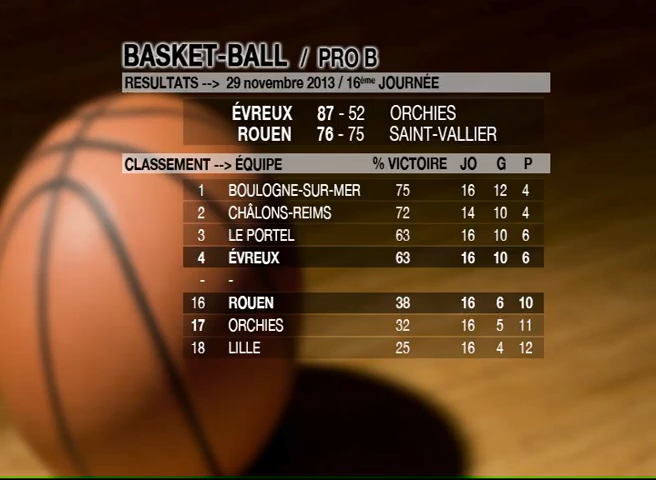 BASKET-BALL / PRO B
RESULTATS --> 29 novembre 2013 / 16ème JOURNÉE
ÉVREUX 87 - 52 ORCHIES
ROUEN 76 - 75 SAINT-VALLIER
CLASSEMENT --> ÉQUIPE % VICTOIRE JO G P
1 BOULOGNE-SUR-MER 75 16 12 4
2 CHÂLONS-REIMS 72 14 10 4
3 LE PORTEL 63 16 10 6
4 ÉVREUX 63 16 10 6
- -
16 ROUEN 38 16 6 10
17 ORCHIES 32 16 5 11
18 LILLE 25 16 4 12